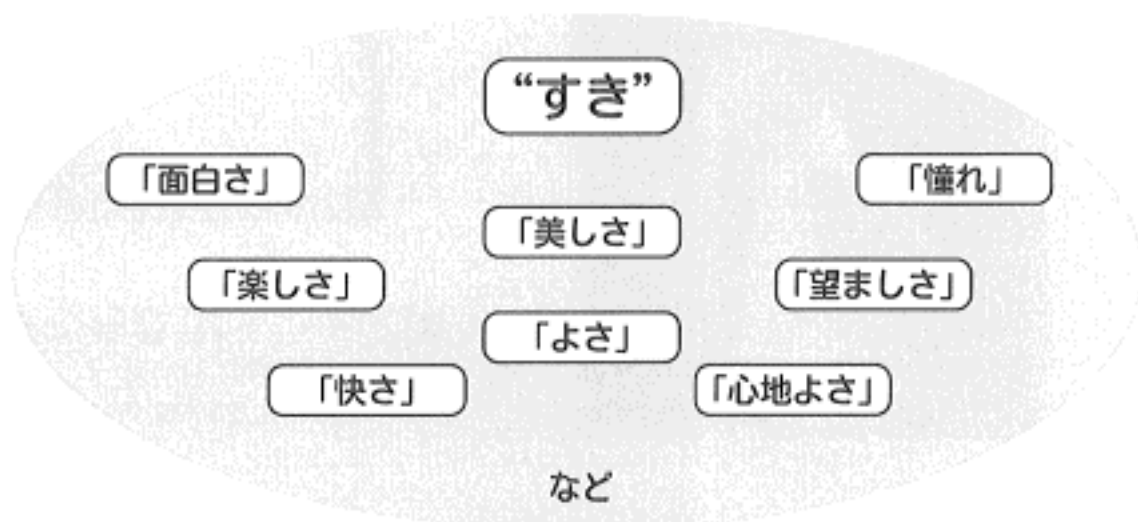 “すき”
「面白さ」
「憧れ」
「美しさ」
「楽しさ」
「望ましさ」
「よさ」
「快さ」
「心地よさ」
など